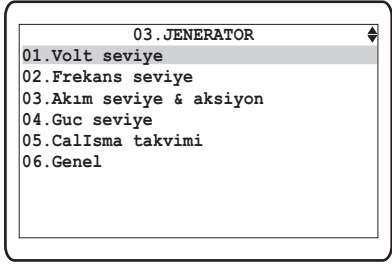 03.JENERATOR
01.Volt seviye
02.Frekans seviye
03.Akım seviye & aksiyon
04.Guc seviye
05.CalIsma takvimi
06.Genel